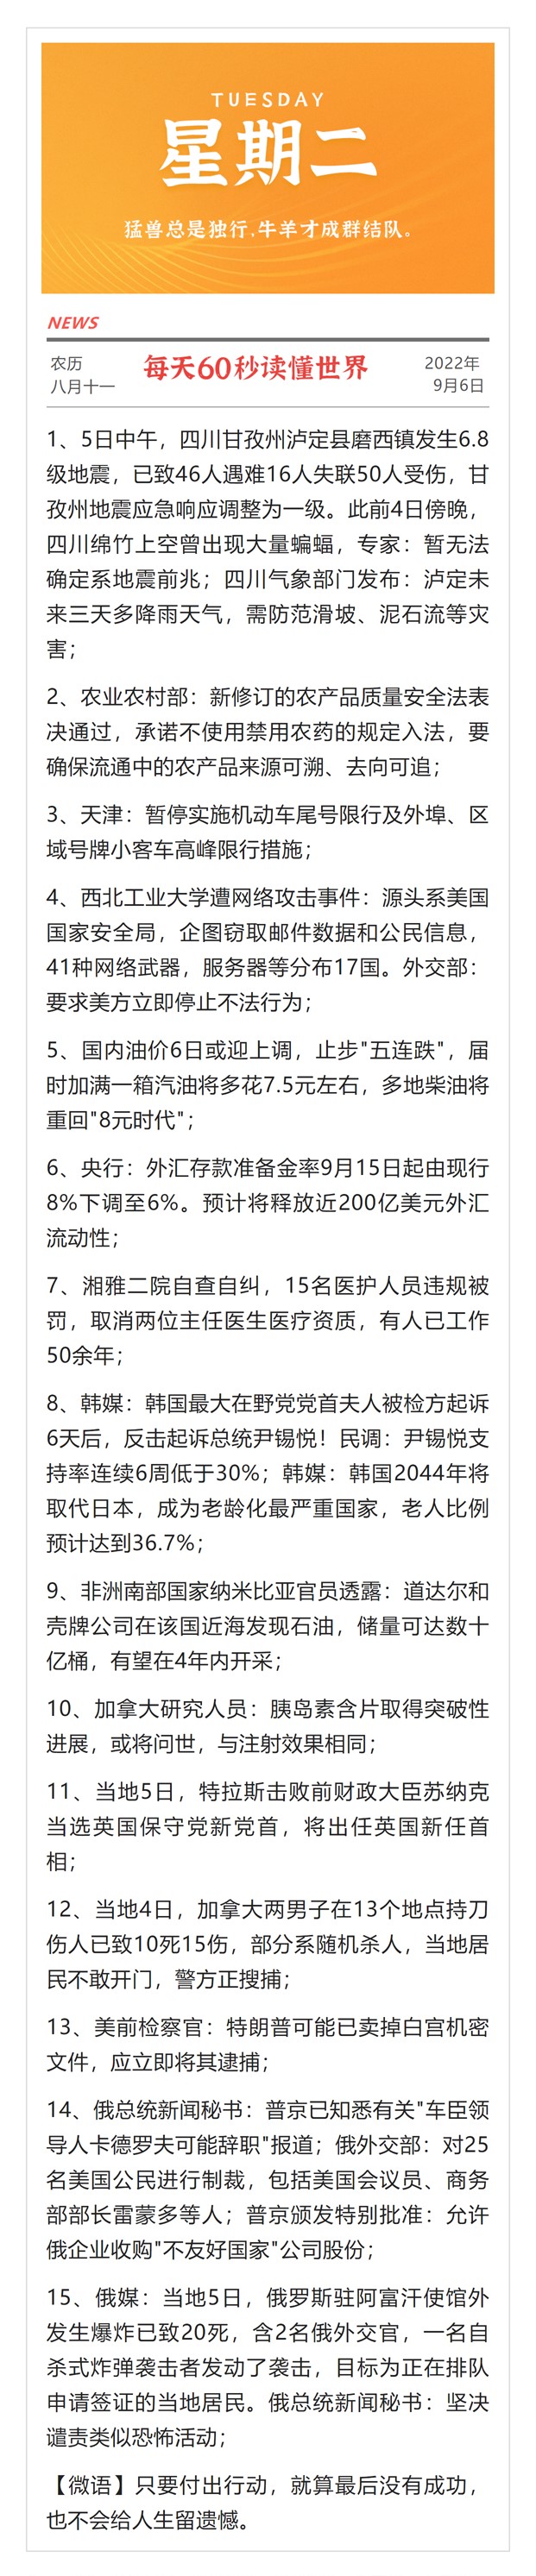 TUESDAY
星期二
猛兽总是独行,牛羊才成群结队。
NEWS
农历
八月十一
每天60秒读懂世界
2022年
9月6日
1、5日中午，四川甘孜州泸定县磨西镇发生6.8
级地震，已致46人遇难16人失联50人受伤，甘
孜州地震应急响应调整为一级。此前4日傍晚，
四川绵竹上空曾出现大量蝙蝠，专家：暂无法
确定系地震前兆；四川气象部门发布：泸定未
来三天多降雨天气，需防范滑坡、泥石流等灾
害；
2、农业农村部：新修订的农产品质量安全法表
决通过，承诺不使用禁用农药的规定入法，要
确保流通中的农产品来源可溯、去向可追；
3、天津：暂停实施机动车尾号限行及外埠、区
域号牌小客车高峰限行措施；
4、西北工业大学遭网络攻击事件：源头系美国
国家安全局，企图窃取邮件数据和公民信息，
41种网络武器，服务器等分布17国。外交部：
要求美方立即停止不法行为；
5、国内油价6日或迎上调，止步"五连跌"，届
时加满一箱汽油将多花7.5元左右，多地柴油将
重回"8元时代"；
6、央行：外汇存款准备金率9月15日起由现行
8%下调至6%。预计将释放近200亿美元外汇
流动性；
7、湘雅二院自查自纠，15名医护人员违规被
罚，取消两位主任医生医疗资质，有人已工作
50余年；
8、韩媒：韩国最大在野党党首夫人被检方起诉
6天后，反击起诉总统尹锡悦！民调：尹锡悦支
持率连续6周低于30%；韩媒：韩国2044年将
取代日本，成为老龄化最严重国家，老人比例
预计达到36.7%；
9、非洲南部国家纳米比亚官员透露：道达尔和
壳牌公司在该国近海发现石油，储量可达数十
亿桶，有望在4年内开采；
10、加拿大研究人员：胰岛素含片取得突破性
进展，或将问世，与注射效果相同；
11、当地5日，特拉斯击败前财政大臣苏纳克
当选英国保守党新党首，将出任英国新任首
相；
12、当地4日，加拿大两男子在13个地点持刀
伤人已致10死15伤，部分系随机杀人，当地居
民不敢开门，警方正搜捕；
13、美前检察官：特朗普可能已卖掉白宫机密
文件，应立即将其逮捕；
14、俄总统新闻秘书：普京已知悉有关"车臣领
导人卡德罗夫可能辞职"报道；俄外交部：对25
名美国公民进行制裁，包括美国会议员、商务
部部长雷蒙多等人；普京颁发特别批准：允许
俄企业收购"不友好国家"公司股份；
15、俄媒：当地5日，俄罗斯驻阿富汗使馆外
发生爆炸已致20死，含2名俄外交官，一名自
杀式炸弹袭击者发动了袭击，目标为正在排队
申请签证的当地居民。俄总统新闻秘书：坚决
谴责类似恐怖活动；
【微语】只要付出行动，就算最后没有成功，
也不会给人生留遗憾。